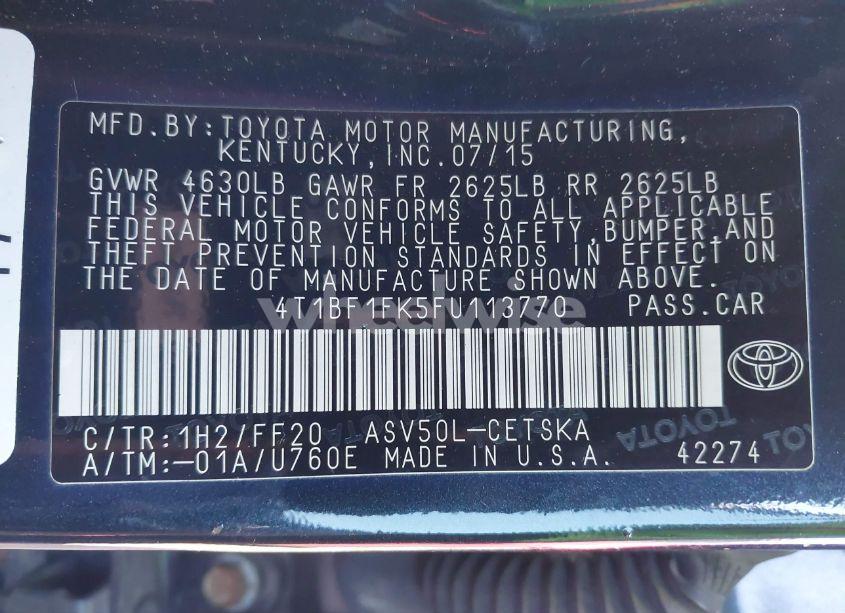 MFD.BY:TOYOTA MOTOR MANUFACTURING,
KENTUCKY,INC.07/15
GVWR 4630LB GAWR FR 2625LB RR 2625LB
THIS VEHICLE CONFORMS TO ALL APPLICABLE
FEDERAL MOTOR VEHICLE SAFETY,BUMPER,AND
THEFT PREVENTION STANDARDS IN EFFECT ON
THE DATE OF MANUFACTURE SHOWN ABOVE.
4T1BF1FK5FU113770 PASS.CAR
wheelwise
C/TR:1H2/FF20 ASV50L-CETSKA
TOYOTA
A/TM:-01A/U760E MADE IN U.S.A. 42274